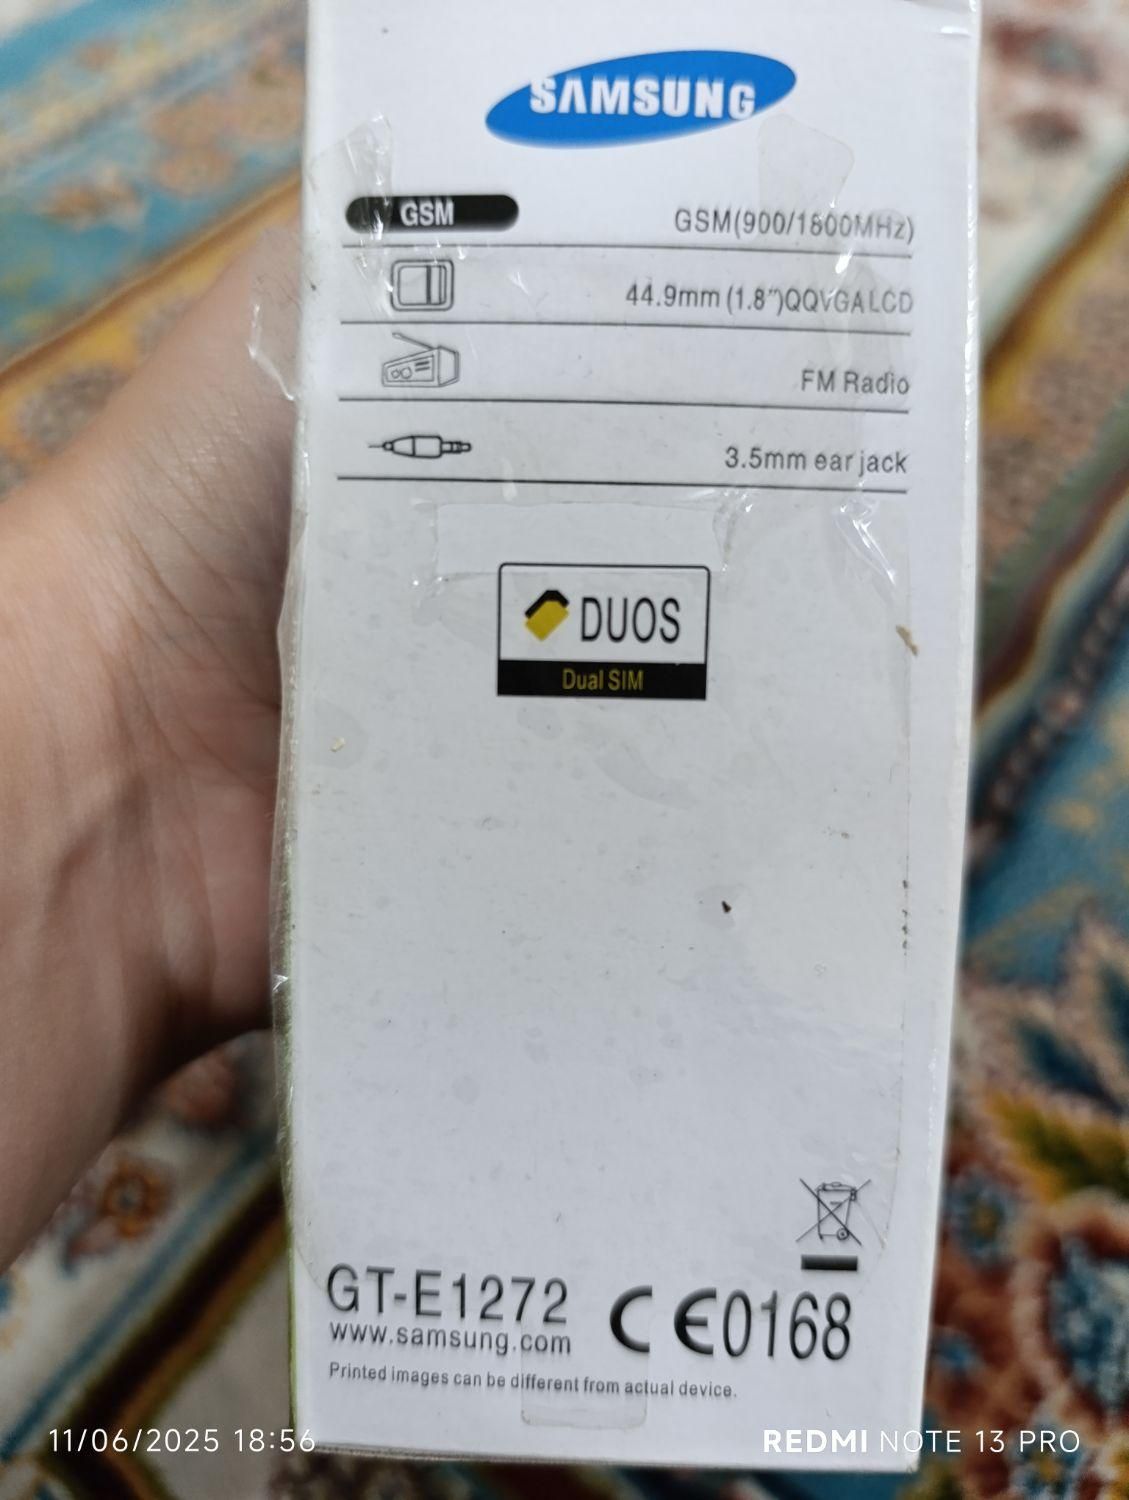 SAMSUNG
GSM GSM(900/1800MHz)
44.9mm (1.8")QQVGA LCD
FM Radio
3.5mm ear jack
DUOS
Dual SIM
GT-E1272
www.samsung.com
CE0168
Printed images can be different from actual device.
11/06/2025 18:56
REDMI NOTE 13 PRO